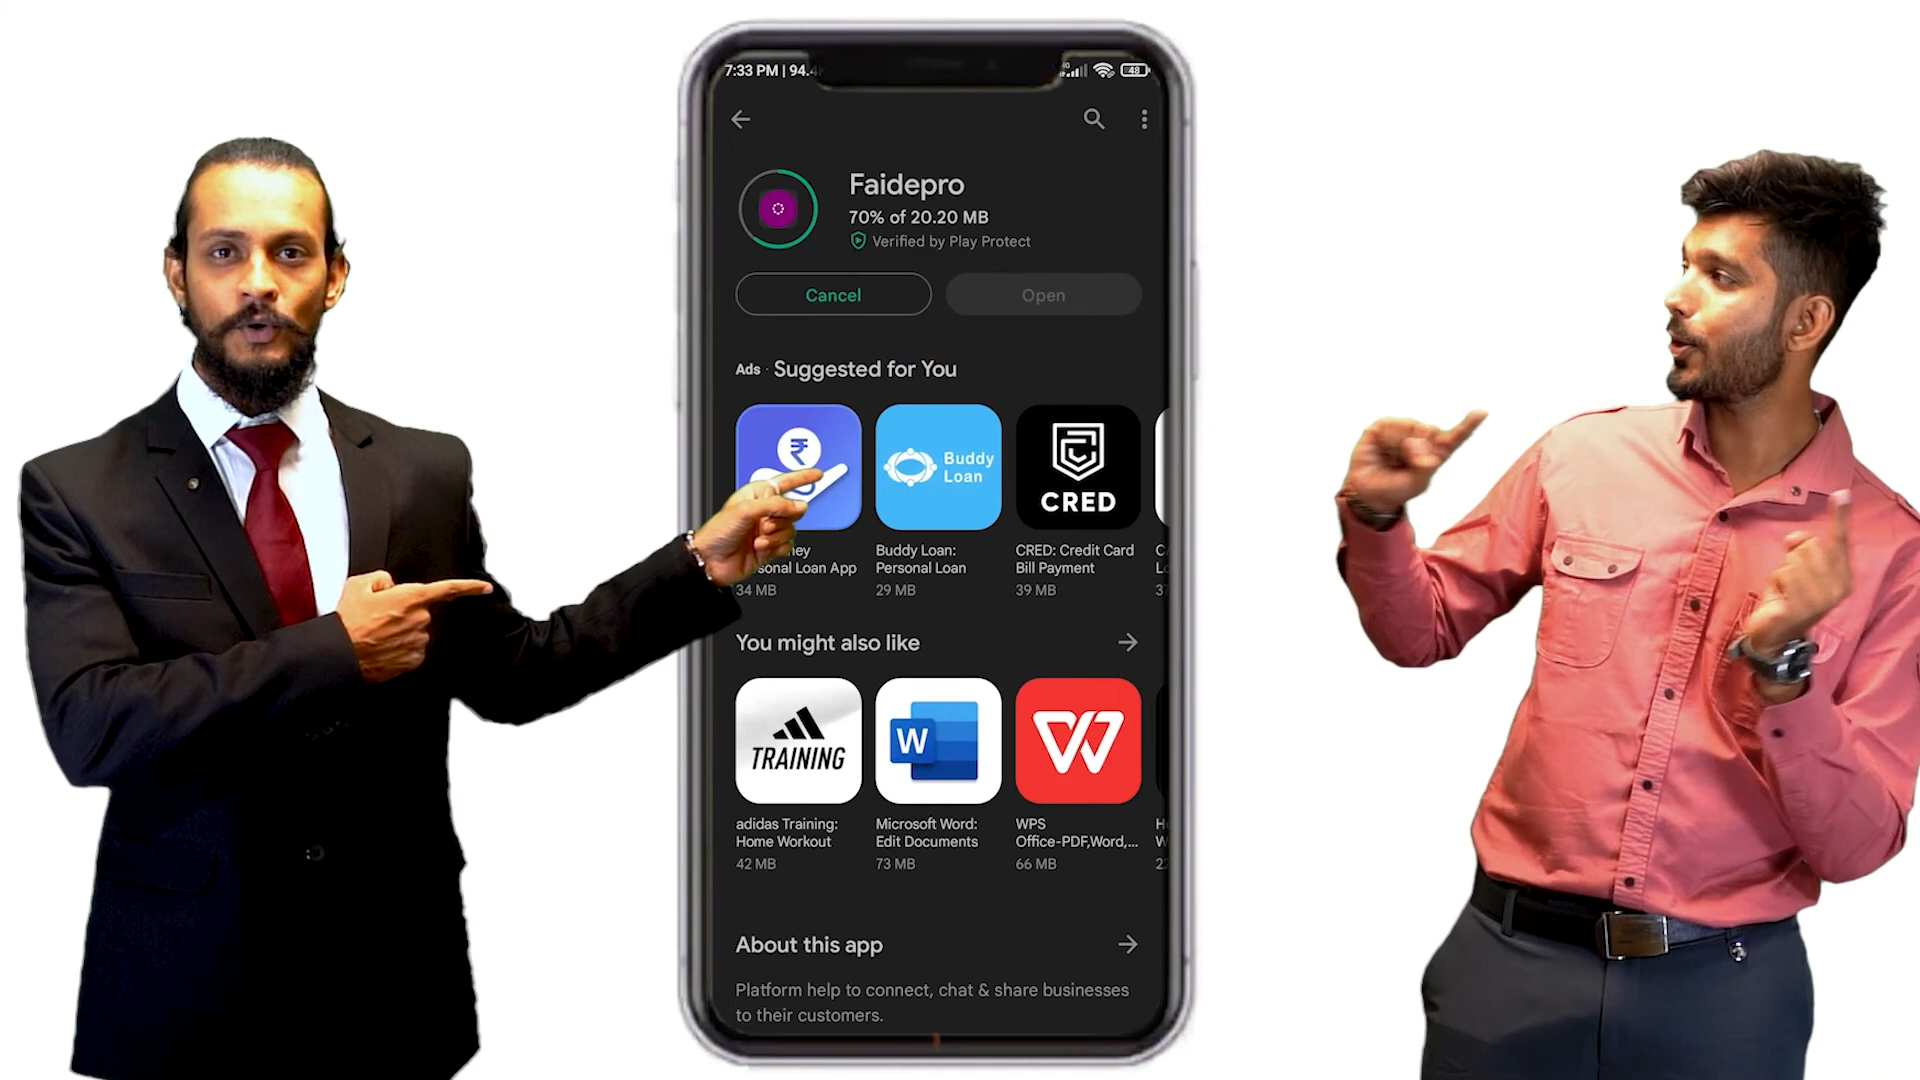 7:33 PM | 94.4K
4G
48
Faidepro
70% of 20.20 MB
Verified by Play Protect
Cancel
Open
Ads · Suggested for You
₹
Buddy
Loan
CRED
ney
sonal Loan App
34 MB
Buddy Loan:
Personal Loan
29 MB
CRED: Credit Card
Bill Payment
39 MB
You might also like
TRAINING
W
adidas Training:
Home Workout
42 MB
Microsoft Word:
Edit Documents
73 MB
WPS
Office-PDF,Word,...
66 MB
About this app
Platform help to connect, chat & share businesses
to their customers.